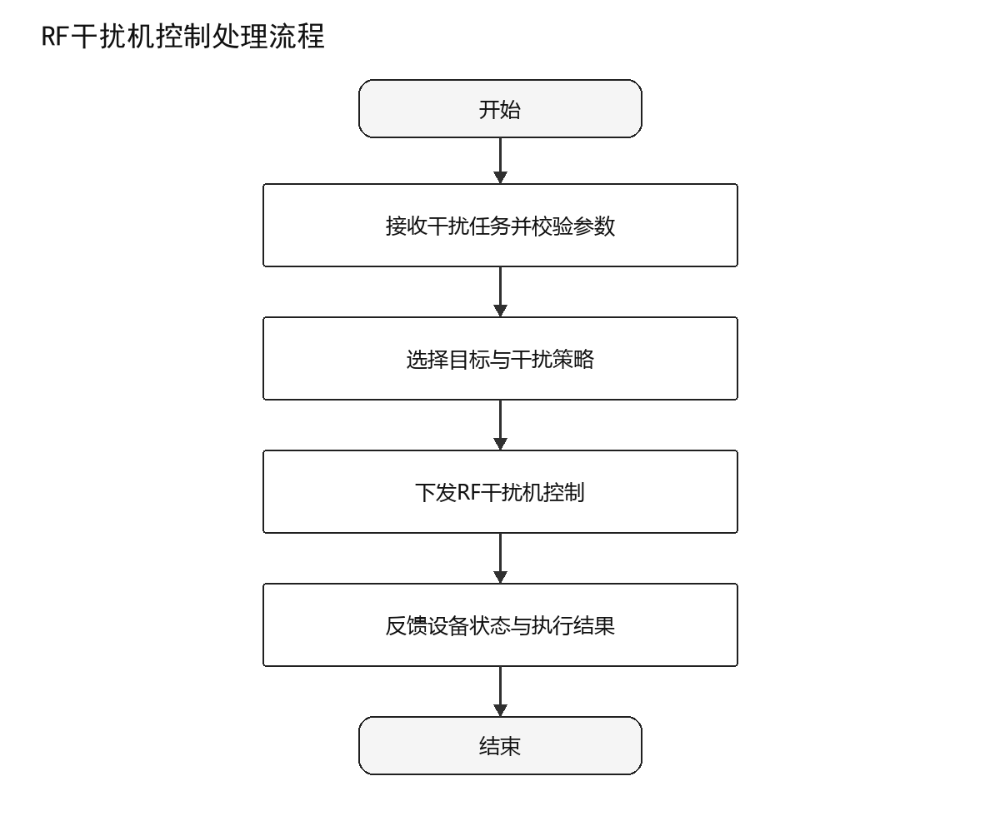 RF干扰机控制处理流程
开始
接收干扰任务并校验参数
选择目标与干扰策略
下发RF干扰机控制
反馈设备状态与执行结果
结束